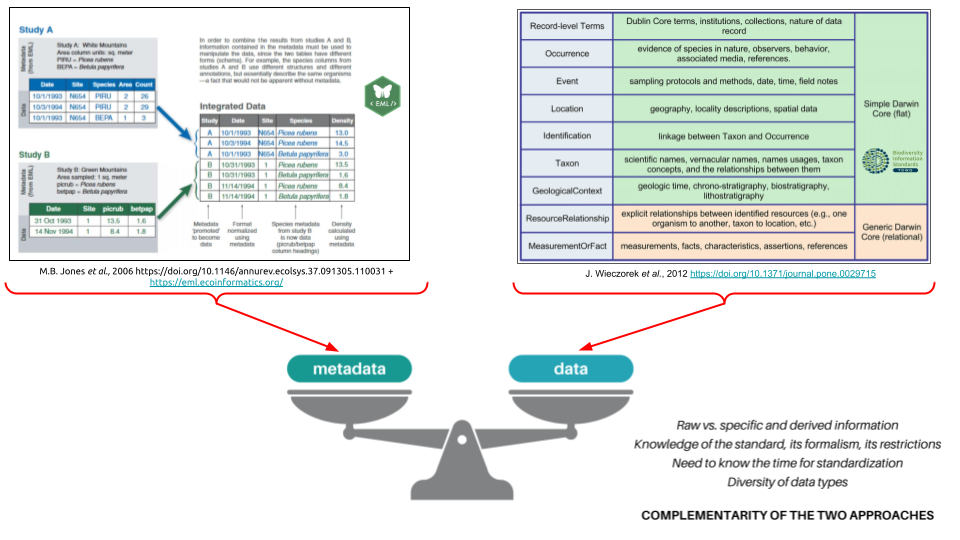 Study A
Metadata
(from EML)
Study A: White Mountains
Area column units: sq. meter
PIRU = Picea rubens
BEPA = Betula papyrifera
Data
Date Site Species Area Count
10/1/1993 N654 PIRU 2 26
10/3/1994 N654 PIRU 2 29
10/1/1993 N654 BEPA 1 3
Study B
Metadata
(from EML)
Study B: Green Mountains
Area sampled: 1 sq. meter
picrub = Picea rubens
betpap = Betula papyrifera
Data
Date Site picrub betpap
31 Oct 1993 1 13.5 1.6
14 Nov 1994 1 8.4 1.8
In order to combine the results from studies A and B,
information contained in the metadata must be used to
manipulate the data, since the two tables have different
forms (schema). For example, the species columns from
studies A and B use different structures and different
annotations, but essentially describe the same organisms
—a fact that would not be apparent without metadata.
< EML />
Integrated Data
Study Date Site Species Density
A 10/1/1993 N654 Picea rubens 13.0
A 10/3/1994 N654 Picea rubens 14.5
A 10/1/1993 N654 Betula papyrifera 3.0
B 10/31/1993 1 Picea rubens 13.5
B 10/31/1993 1 Betula papyrifera 1.6
B 11/14/1994 1 Picea rubens 8.4
B 11/14/1994 1 Betula papyrifera 1.8
Metadata
'promoted'
to become
data
Format
normalized
using
metadata
Species metadata
from study B
is now data
(picrub/betpap
column headings)
Density
calculated
using
metadata
M.B. Jones et al., 2006 https://doi.org/10.1146/annurev.ecolsys.37.091305.110031 +
https://eml.ecoinformatics.org/
Record-level Terms
Dublin Core terms, institutions, collections, nature of data
record
Occurrence
evidence of species in nature, observers, behavior,
associated media, references.
Event
sampling protocols and methods, date, time, field notes
Location
geography, locality descriptions, spatial data
Identification
linkage between Taxon and Occurrence
Taxon
scientific names, vernacular names, names usages, taxon
concepts, and the relationships between them
GeologicalContext
geologic time, chrono-stratigraphy, biostratigraphy,
lithostratigraphy
ResourceRelationship
explicit relationships between identified resources (e.g., one
organism to another, taxon to location, etc.)
MeasurementOrFact
measurements, facts, characteristics, assertions, references
Simple Darwin
Core (flat)
Biodiversity
Information
Standards
TDWG
Generic Darwin
Core (relational)
J. Wieczorek et al., 2012 https://doi.org/10.1371/journal.pone.0029715
metadata
data
Raw vs. specific and derived information
Knowledge of the standard, its formalism, its restrictions
Need to know the time for standardization
Diversity of data types
COMPLEMENTARITY OF THE TWO APPROACHES